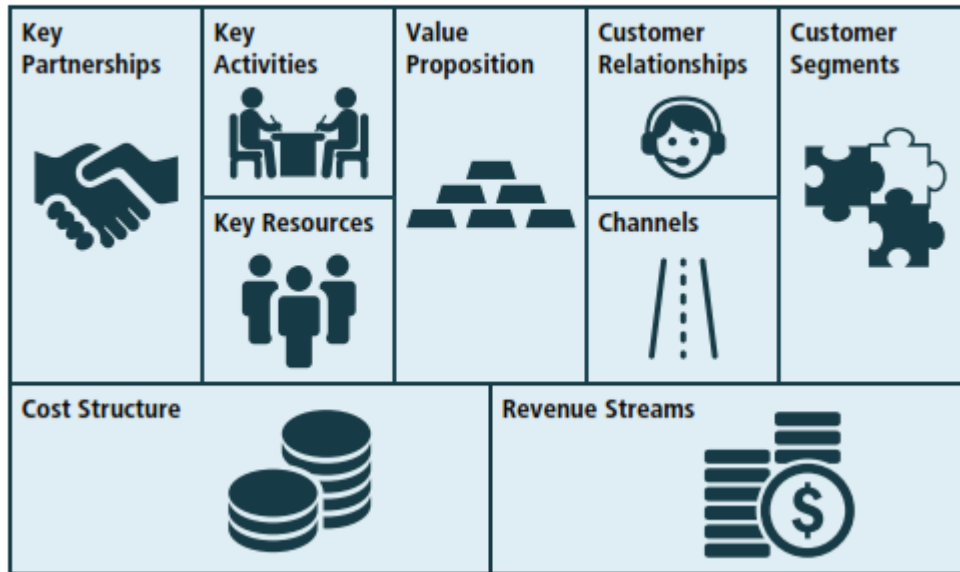 Key
Partnerships
Key
Activities
Key Resources
Value
Proposition
Customer
Relationships
Channels
Customer
Segments
Cost Structure
Revenue Streams
$